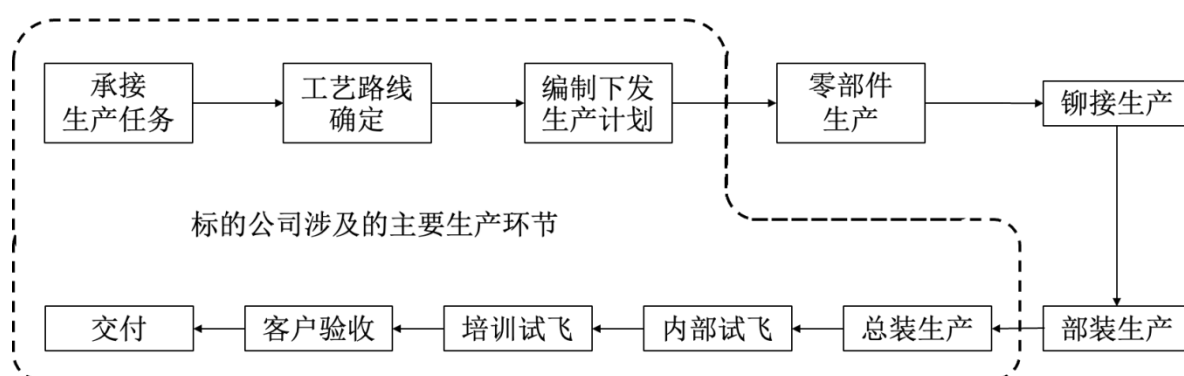 承接
生产任务
工艺路线
确定
编制下发
生产计划
零部件
生产
铆接生产
标的公司涉及的主要生产环节
交付
客户验收
培训试飞
内部试飞
总装生产
部装生产